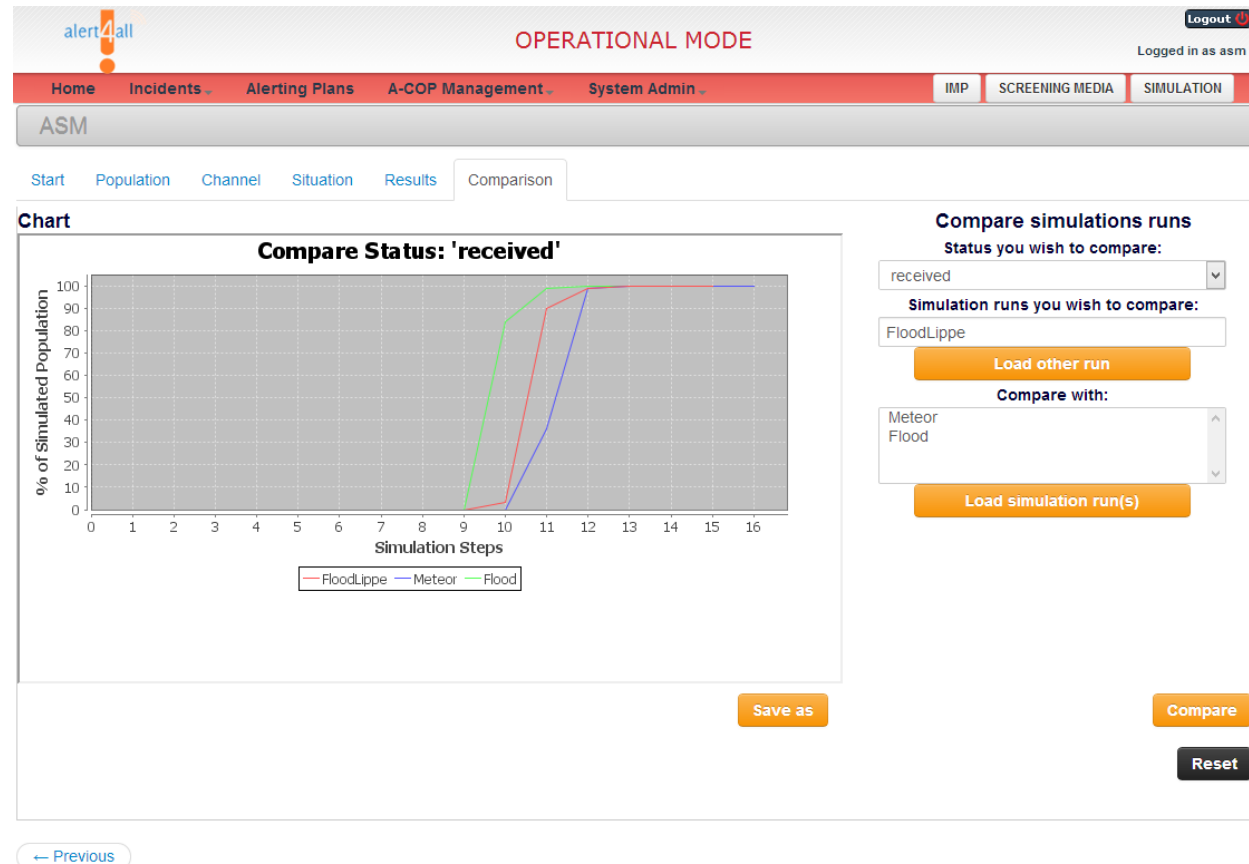 alert4all
OPERATIONAL MODE
Logout
Logged in as asm
Home Incidents Alerting Plans A-COP Management System Admin IMP SCREENING MEDIA SIMULATION
ASM
Start Population Channel Situation Results Comparison
Chart
Compare Status: 'received'
% of Simulated Population
100
90
80
70
60
50
40
30
20
10
0
0 1 2 3 4 5 6 7 8 9 10 11 12 13 14 15 16
Simulation Steps
FloodLippe Meteor Flood
Save as
Compare simulations runs
Status you wish to compare:
received
Simulation runs you wish to compare:
FloodLippe
Load other run
Compare with:
Meteor
Flood
Load simulation run(s)
Compare
Reset
← Previous